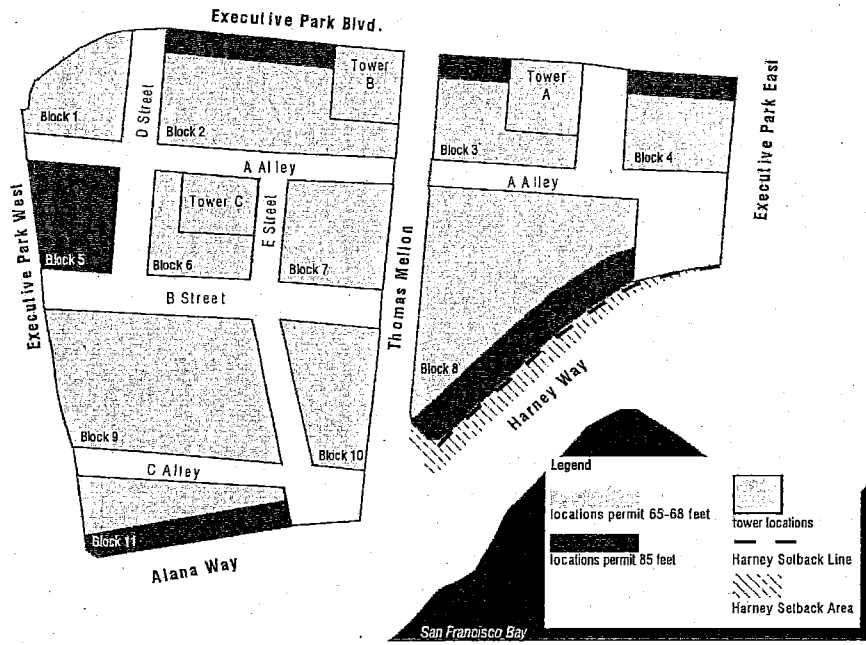 Executive Park Blvd.
Tower
B
Tower
A
D Street
Block 1
Block 2
Block 3
Block 4
A Alley
A Alley
Executive Park East
Executive Park West
Tower C
E Street
Block 5
Block 6
Block 7
Thomas Mellon
B Street
Block 8
Harney Way
Block 9
Block 10
C Alley
Block 11
Alana Way
Legend
locations permit 65-68 feet
tower locations
locations permit 85 feet
Harney Setback Line
Harney Setback Area
San Francisco Bay